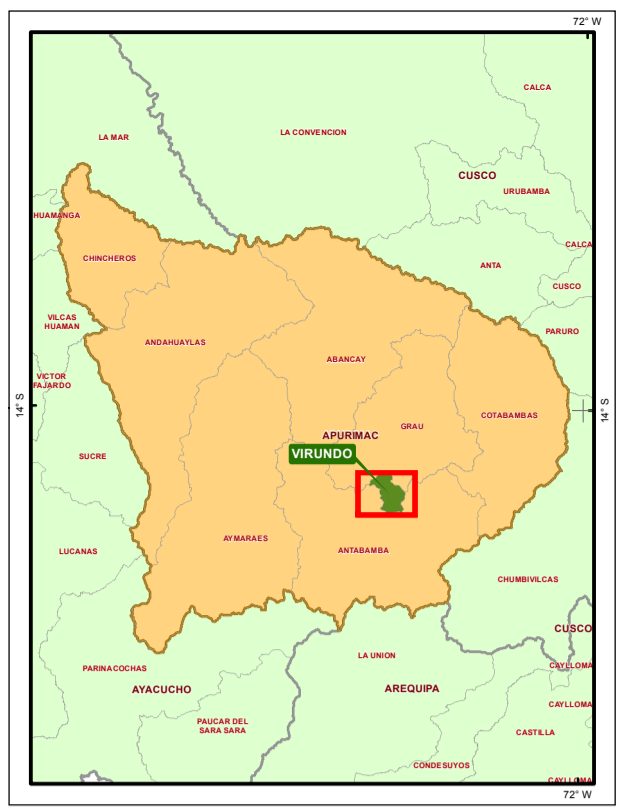 72° W
CALCA
LA CONVENCION
LA MAR
CUSCO
URUBAMBA
HUAMANGA
CALCA
CHINCHEROS
ANTA
CUSCO
VILCAS
HUAMAN
PARURO
ANDAHUAYLAS
ABANCAY
VICTOR
FAJARDO
14° S
14° S
COTABAMBAS
GRAU
APURIMAC
VIRUNDO
SUCRE
AYMARAES
ANTABAMBA
LUCANAS
CHUMBIVILCAS
CUSCO
LA UNION
CAYLLOMA
PARINACOCHAS
AYACUCHO
AREQUIPA
CAYLLOMA
PAUCAR DEL
SARA SARA
CASTILLA
CONDESUYOS
CAYLLOMA
72° W